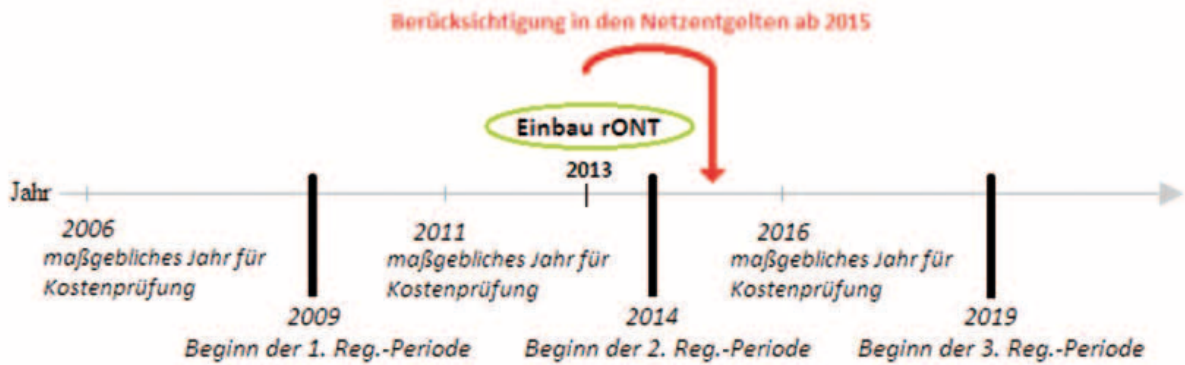 Berücksichtigung in den Netzentgelten ab 2015
Einbau rONT
2013
Jahr
2006
maßgebliches Jahr für
Kostenprüfung
2011
maßgebliches Jahr für
Kostenprüfung
2016
maßgebliches Jahr für
Kostenprüfung
2009
Beginn der 1. Reg.-Periode
2014
Beginn der 2. Reg.-Periode
2019
Beginn der 3. Reg.-Periode